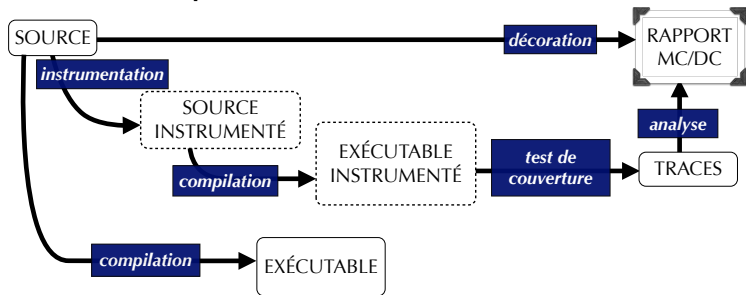 SOURCE
décoration
RAPPORT
MC/DC
instrumentation
SOURCE
INSTRUMENTÉ
analyse
compilation
EXÉCUTABLE
INSTRUMENTÉ
test de
couverture
TRACES
compilation
EXÉCUTABLE